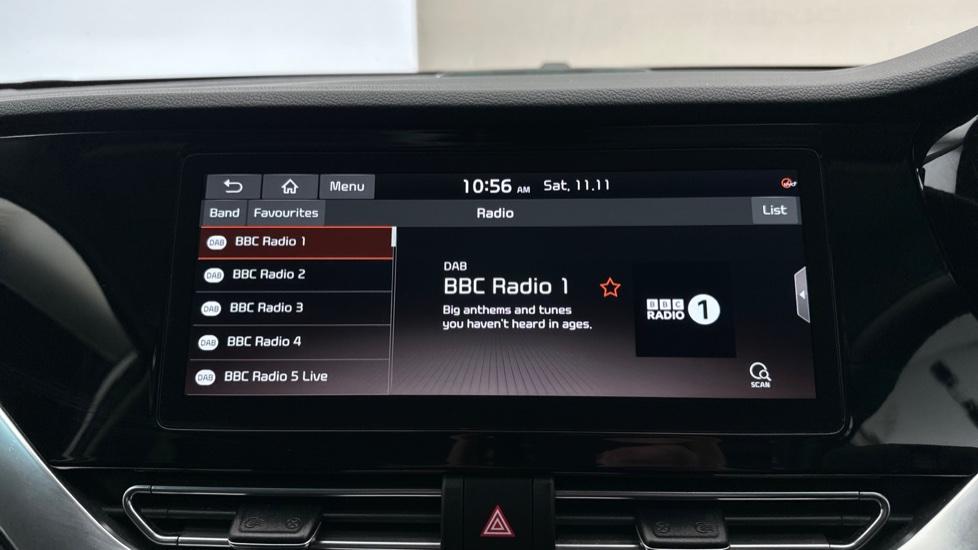 Menu
10:56 AM Sat, 11.11
Band Favourites Radio List
DAB BBC Radio 1
DAB BBC Radio 2
DAB BBC Radio 3
DAB BBC Radio 4
DAB BBC Radio 5 Live
DAB
BBC Radio 1
Big anthems and tunes
you haven't heard in ages.
BBC
RADIO 1
SCAN